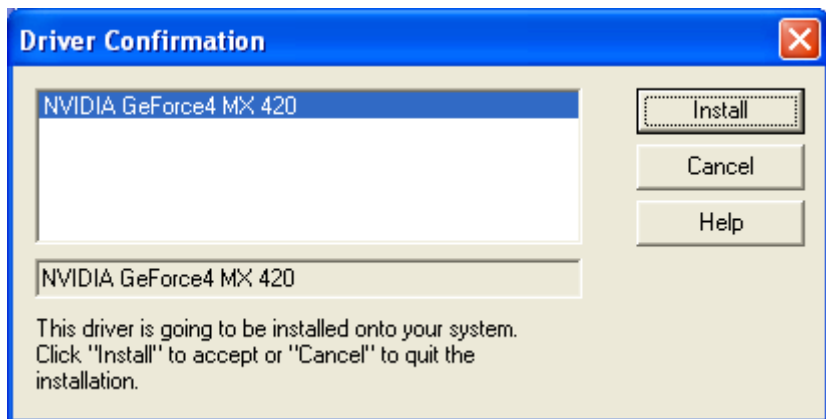 Driver Confirmation
NVIDIA GeForce4 MX 420
Install
Cancel
Help
NVIDIA GeForce4 MX 420
This driver is going to be installed onto your system.
Click "Install" to accept or "Cancel" to quit the
installation.